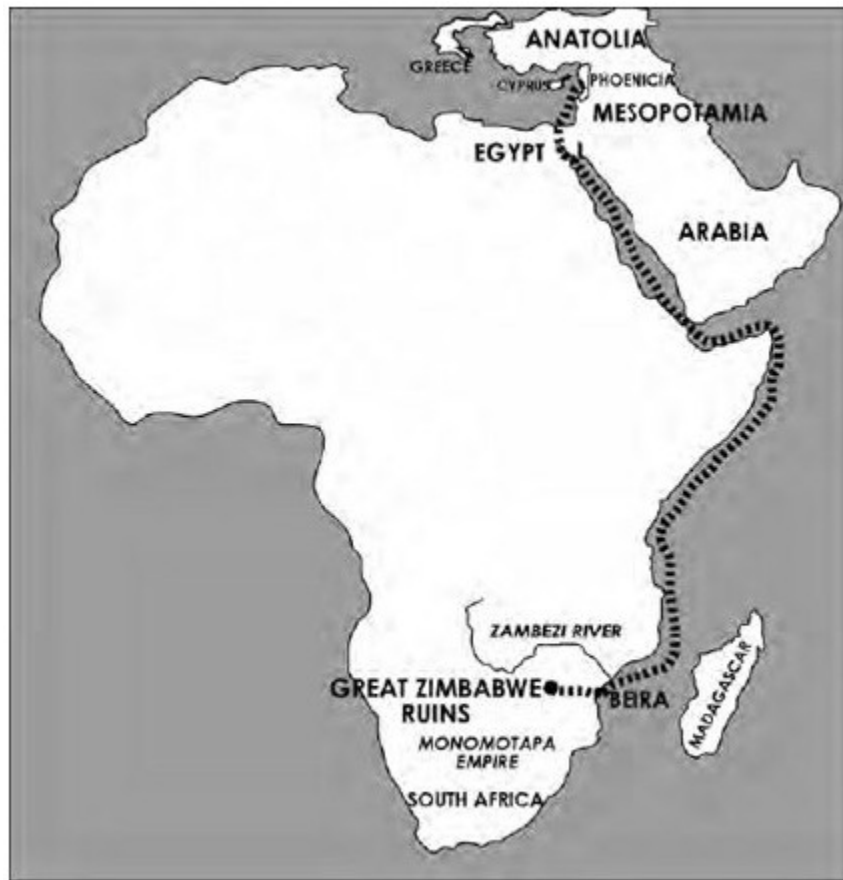 ANATOLIA
GREECE
CYPRUS
PHOENICIA
MESOPOTAMIA
EGYPT
ARABIA
ZAMBEZI RIVER
GREAT ZIMBABWE
RUINS
BEIRA
MADAGASCAR
MONOMOTAPA
EMPIRE
SOUTH AFRICA